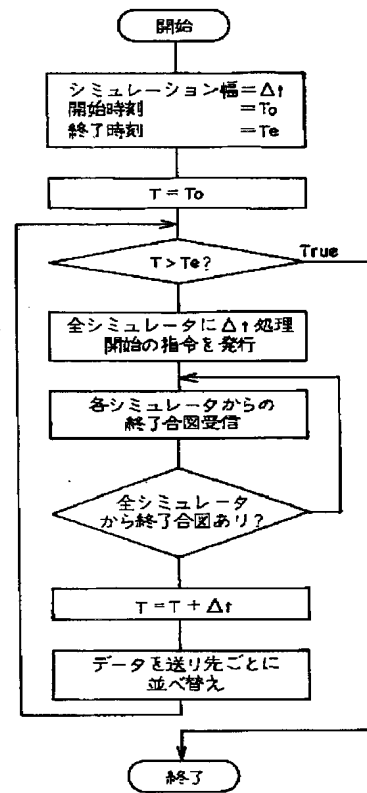 開始
シミュレーション幅=Δt
開始時刻 =To
終了時刻 =Te
T=To
T>Te?
True
全シミュレータにΔt処理
開始の指令を発行
各シミュレータからの
終了合図受信
全シミュレータ
から終了合図あり?
T=T+Δt
データを送り先ごとに
並べ替え
終了